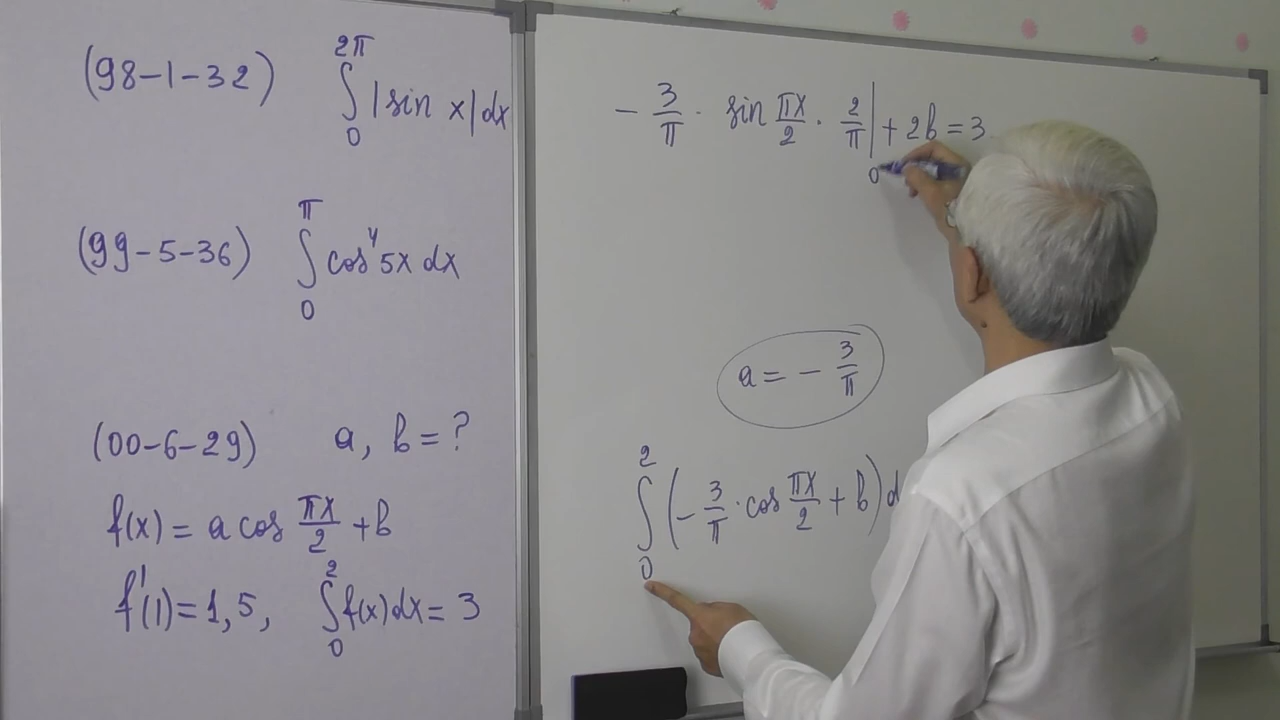 (98-1-32) ∫₀^{2π} |sin x| dx
(99-5-36) ∫₀^{π} cos⁴ 5x dx
(00-6-29) a, b = ?
f(x) = a cos πx/2 + b
f'(1) = 1,5, ∫₀² f(x) dx = 3
- 3/π · sin πx/2 · 2/π |₀ + 2b = 3
a = - 3/π
∫₀² (- 3/π · cos πx/2 + b) d